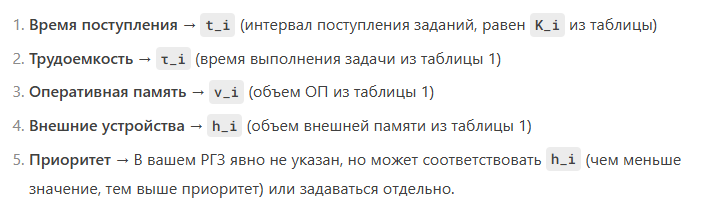 1. Время поступления → t_i (интервал поступления заданий, равен K_i из таблицы)
2. Трудоемкость → τ_i (время выполнения задачи из таблицы 1)
3. Оперативная память → v_i (объем ОП из таблицы 1)
4. Внешние устройства → h_i (объем внешней памяти из таблицы 1)
5. Приоритет → В вашем РГЗ явно не указан, но может соответствовать h_i (чем меньше
значение, тем выше приоритет) или задаваться отдельно.